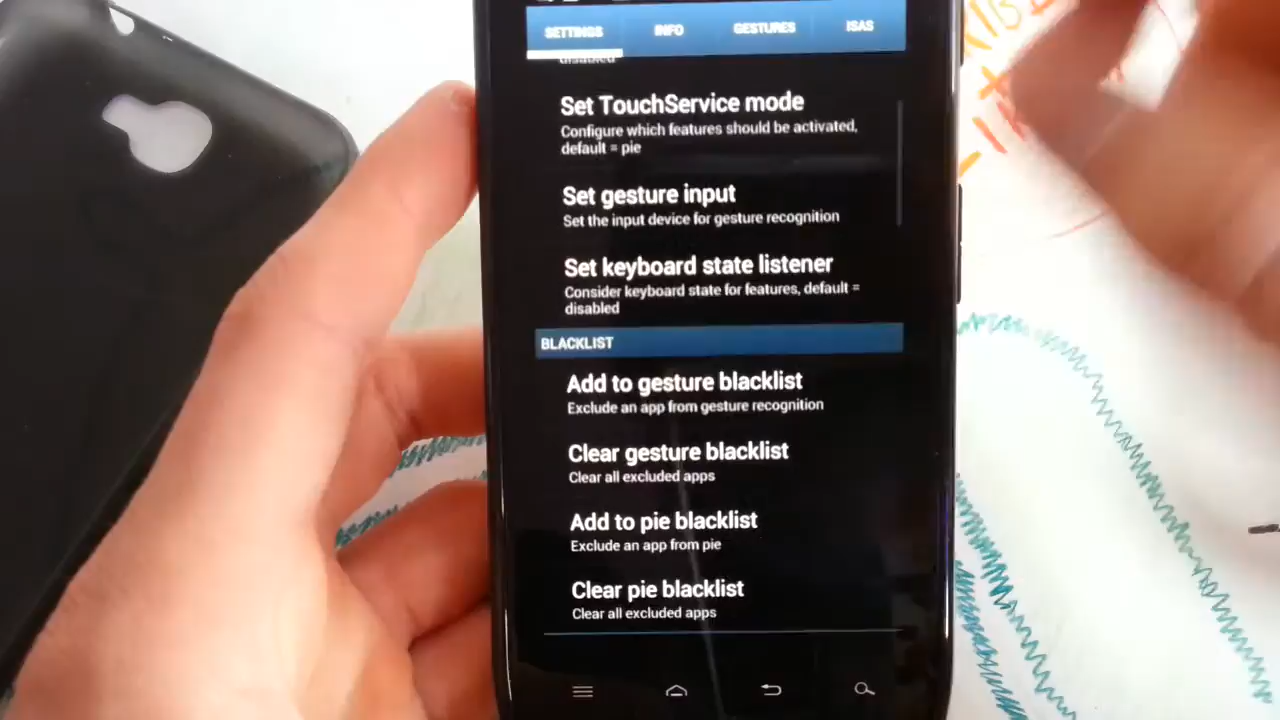 SETTINGS INFO GESTURES ISAS
disabled
Set TouchService mode
Configure which features should be activated,
default = pie
Set gesture input
Set the input device for gesture recognition
Set keyboard state listener
Consider keyboard state for features, default =
disabled
BLACKLIST
Add to gesture blacklist
Exclude an app from gesture recognition
Clear gesture blacklist
Clear all excluded apps
Add to pie blacklist
Exclude an app from pie
Clear pie blacklist
Clear all excluded apps